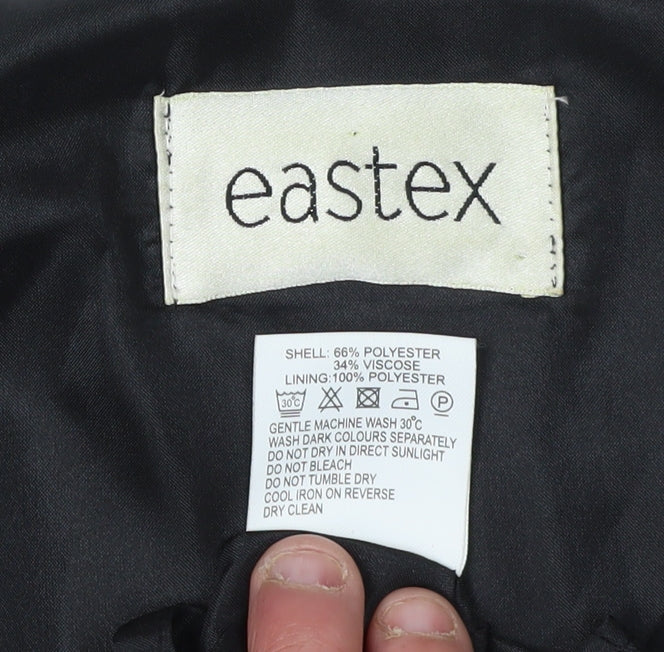 eastex
SHELL: 66% POLYESTER
34% VISCOSE
LINING:100% POLYESTER
30°C P
GENTLE MACHINE WASH 30°C
WASH DARK COLOURS SEPARATELY
DO NOT DRY IN DIRECT SUNLIGHT
DO NOT BLEACH
DO NOT TUMBLE DRY
COOL IRON ON REVERSE
DRY CLEAN